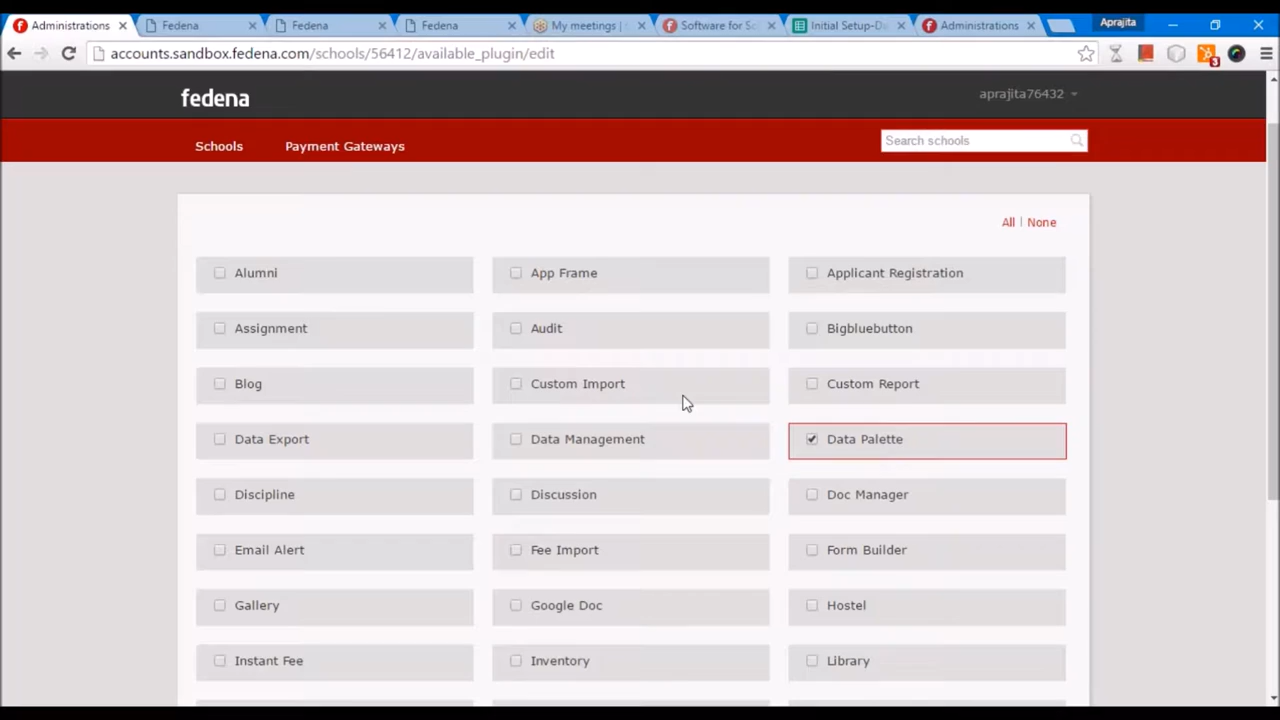 Administrations
Fedena
Fedena
Fedena
My meetings |
Software for Sc
Initial Setup-De
Administrations
Aprajita
accounts.sandbox.fedena.com/schools/56412/available_plugin/edit
3
fedena
aprajita76432
Schools Payment Gateways Search schools
All | None
Alumni App Frame Applicant Registration
Assignment Audit Bigbluebutton
Blog Custom Import Custom Report
Data Export Data Management Data Palette
Discipline Discussion Doc Manager
Email Alert Fee Import Form Builder
Gallery Google Doc Hostel
Instant Fee Inventory Library